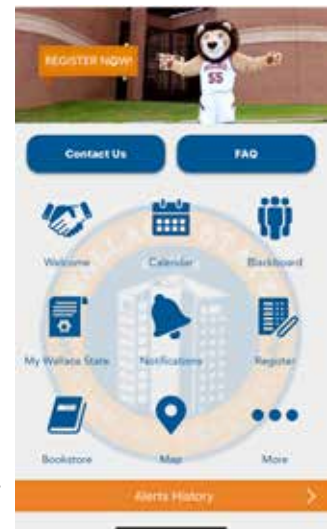 REGISTER NOW!
55
Contact Us
FAQ
Welcome
Calendar
Blackboard
My Wallace State
Notifications
Register
Bookstore
Map
More
Alerts History